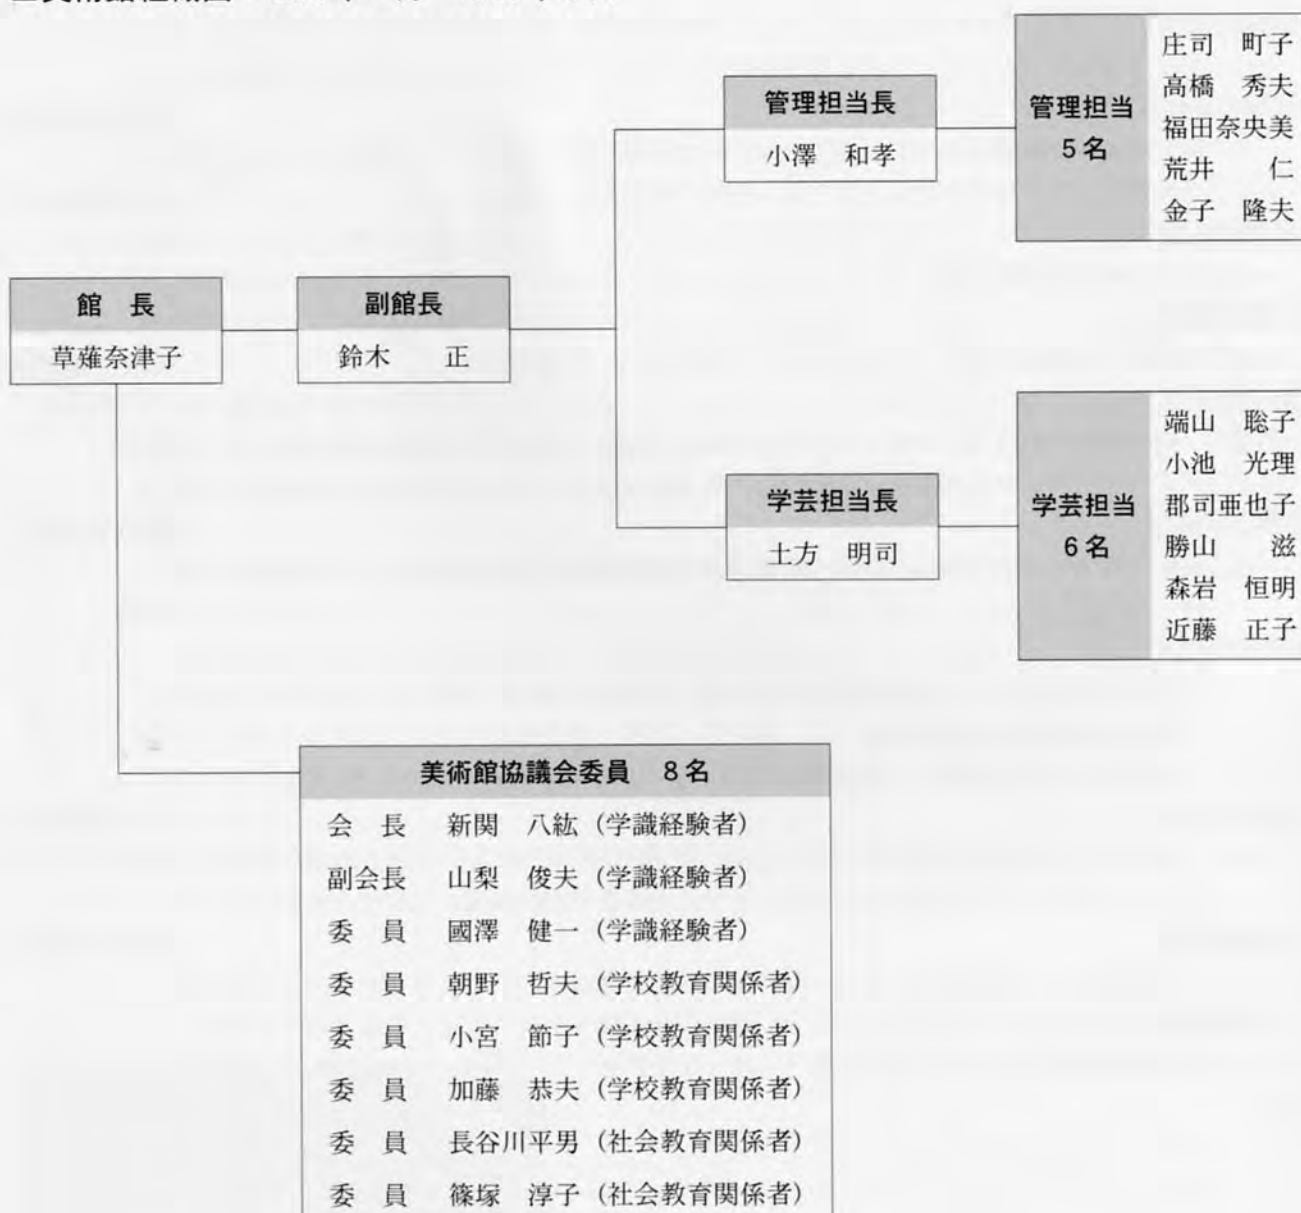 管理担当長
小澤　和孝
管理担当
5名
庄司　町子
高橋　秀夫
福田奈央美
荒井　　仁
金子　隆夫
館　長
草薙奈津子
副館長
鈴木　　正
学芸担当長
土方　明司
学芸担当
6名
端山　聡子
小池　光理
郡司亜也子
勝山　　滋
森岩　恒明
近藤　正子
美術館協議会委員　8名
会　長　新関　八紘（学識経験者）
副会長　山梨　俊夫（学識経験者）
委　員　國澤　健一（学識経験者）
委　員　朝野　哲夫（学校教育関係者）
委　員　小宮　節子（学校教育関係者）
委　員　加藤　恭夫（学校教育関係者）
委　員　長谷川平男（社会教育関係者）
委　員　篠塚　淳子（社会教育関係者）